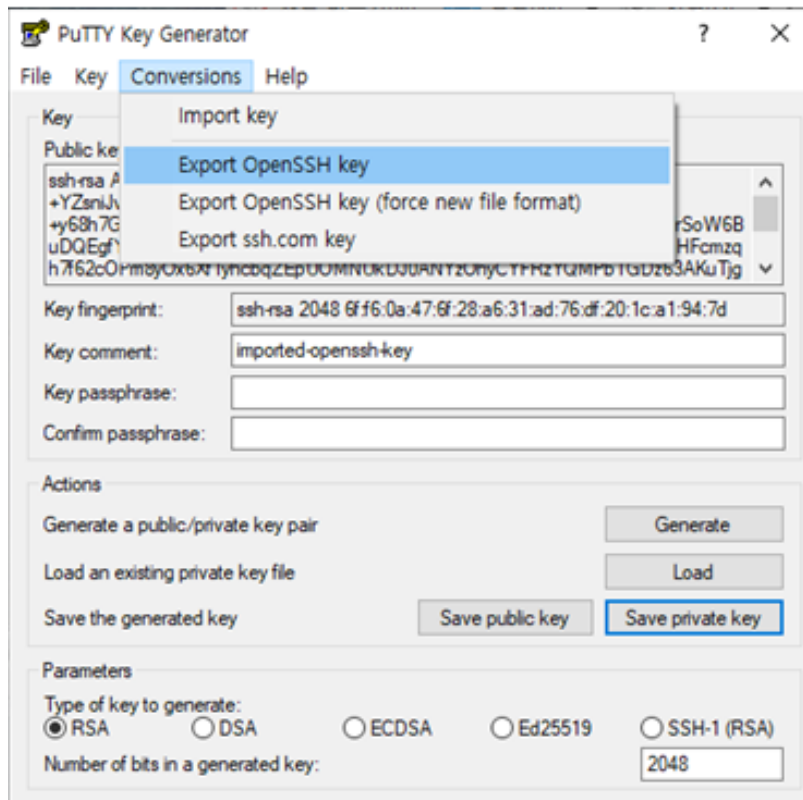 PuTTY Key Generator
? ×
File Key Conversions Help
Import key
Export OpenSSH key
Export OpenSSH key (force new file format)
Export ssh.com key
Key
Public ke
ssh-rsa A
+YZsniJv
+y68h7G rSoW6B
uDQEgfY HFcmzq
Key fingerprint: ssh-rsa 2048 6f:f6:0a:47:6f:28:a6:31:ad:76:df:20:1c:a1:94:7d
Key comment: imported-openssh-key
Key passphrase:
Confirm passphrase:
Actions
Generate a public/private key pair Generate
Load an existing private key file Load
Save the generated key Save public key Save private key
Parameters
Type of key to generate:
RSA DSA ECDSA Ed25519 SSH-1 (RSA)
Number of bits in a generated key: 2048